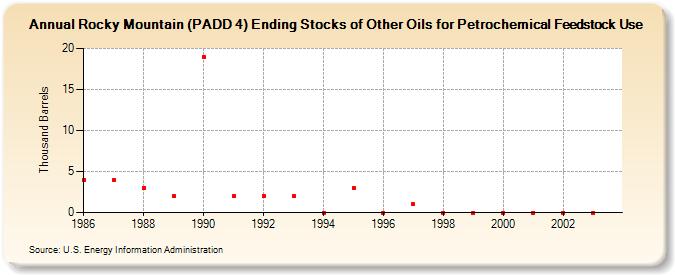 Annual Rocky Mountain (PADD 4) Ending Stocks of Other Oils for Petrochemical Feedstock Use
Thousand Barrels
20
15
10
5
0
1986 1988 1990 1992 1994 1996 1998 2000 2002
Source: U.S. Energy Information Administration